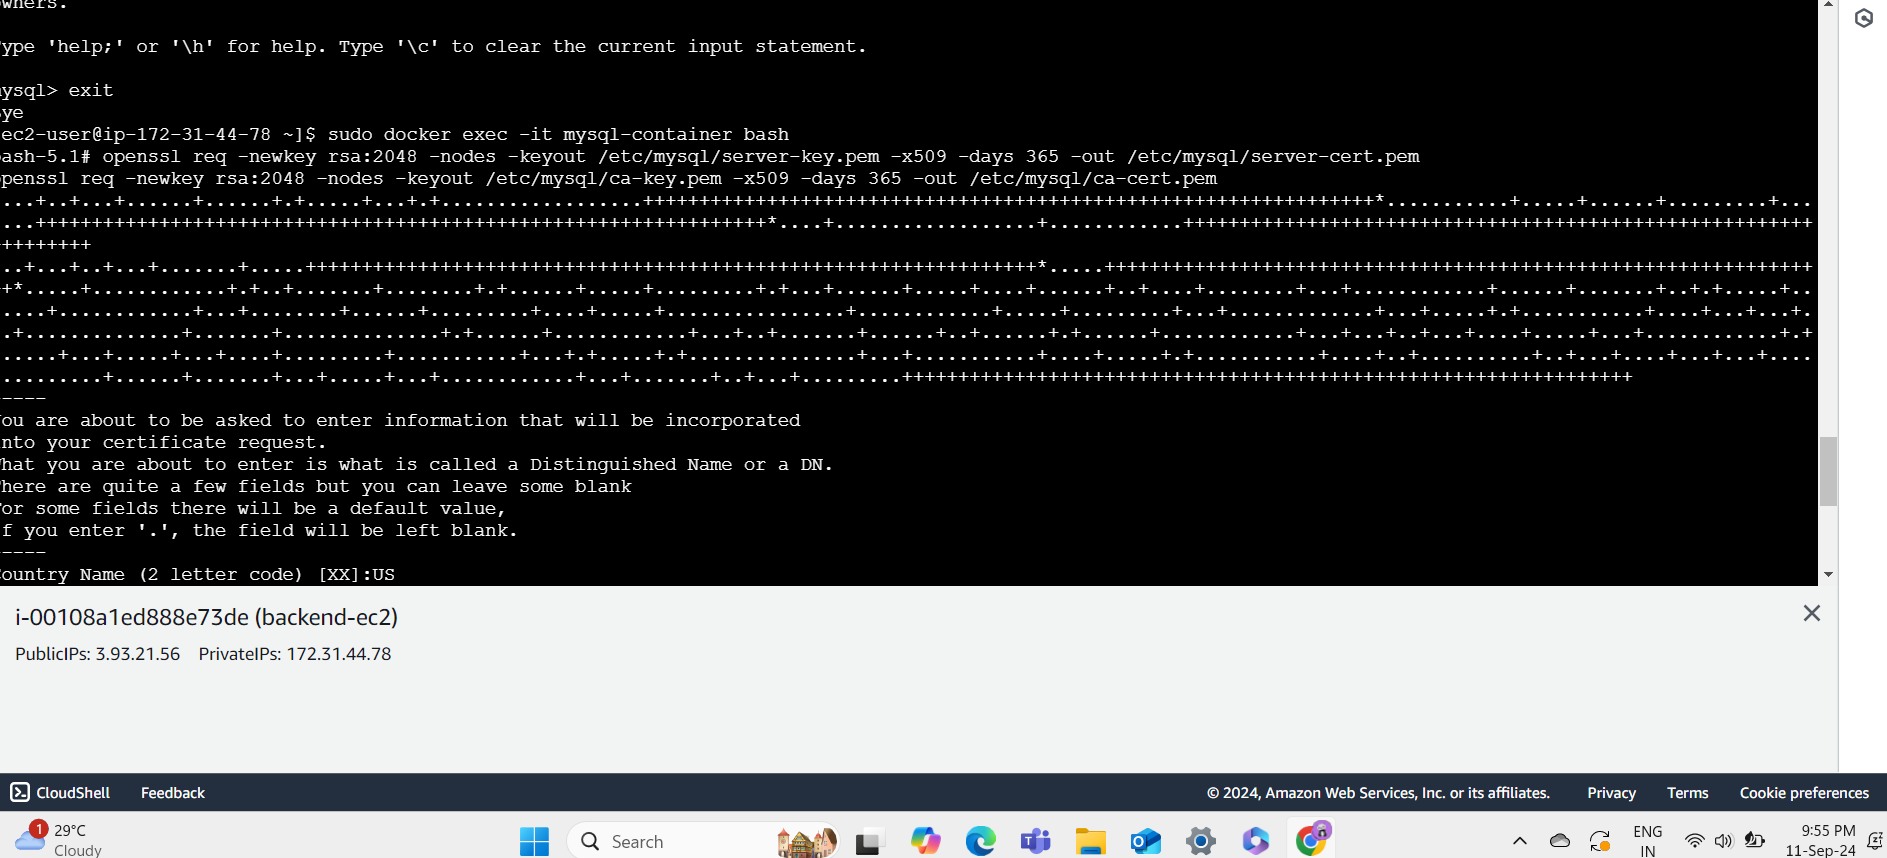 owners.
ype 'help;' or '\h' for help. Type '\c' to clear the current input statement.
mysql> exit
ye
ec2-user@ip-172-31-44-78 ~]$ sudo docker exec -it mysql-container bash
ash-5.1# openssl req -newkey rsa:2048 -nodes -keyout /etc/mysql/server-key.pem -x509 -days 365 -out /etc/mysql/server-cert.pem
penssl req -newkey rsa:2048 -nodes -keyout /etc/mysql/ca-key.pem -x509 -days 365 -out /etc/mysql/ca-cert.pem
-----
ou are about to be asked to enter information that will be incorporated
nto your certificate request.
hat you are about to enter is what is called a Distinguished Name or a DN.
here are quite a few fields but you can leave some blank
or some fields there will be a default value,
f you enter '.', the field will be left blank.
-----
ountry Name (2 letter code) [XX]:US
i-00108a1ed888e73de (backend-ec2)
PublicIPs: 3.93.21.56 PrivateIPs: 172.31.44.78
CloudShell Feedback © 2024, Amazon Web Services, Inc. or its affiliates. Privacy Terms Cookie preferences
1 29°C
Cloudy
Search
ENG
IN
9:55 PM
11-Sep-24